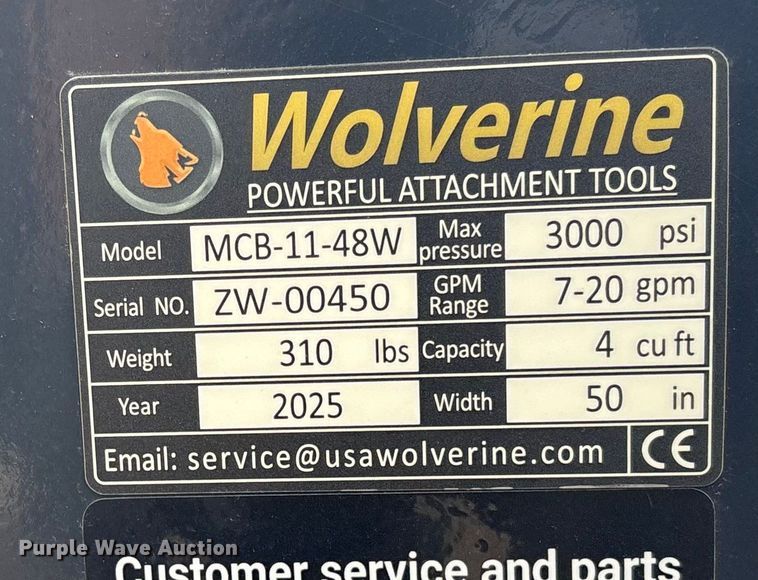 Wolverine
POWERFUL ATTACHMENT TOOLS
Model MCB-11-48W Max pressure 3000 psi
Serial NO. ZW-00450 GPM Range 7-20 gpm
Weight 310 lbs Capacity 4 cu ft
Year 2025 Width 50 in
Email: service@usawolverine.com CE
Purple Wave Auction
Customer service and parts